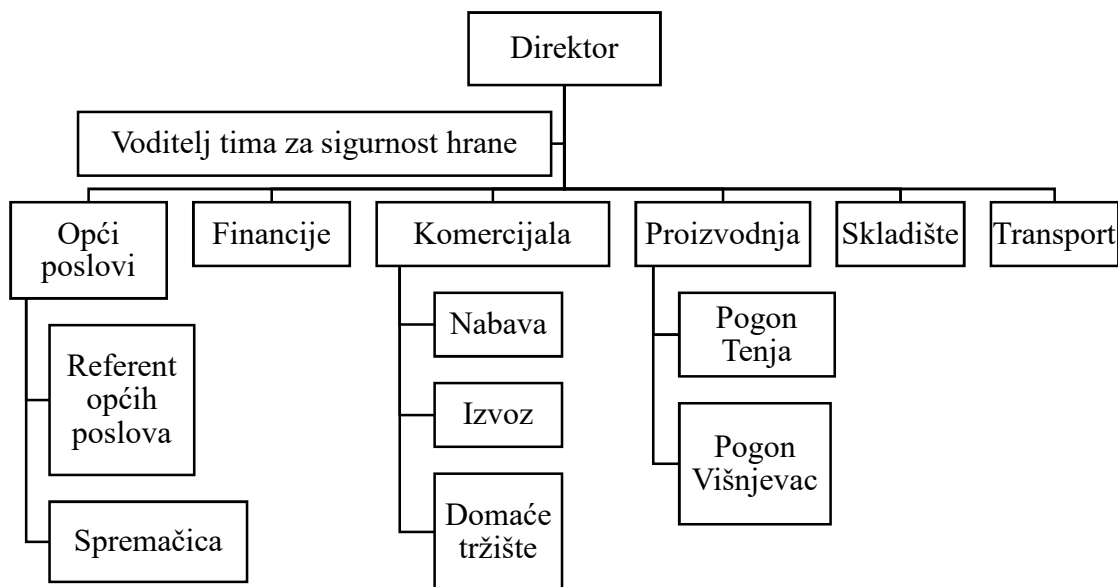 Direktor
Voditelj tima za sigurnost hrane
Opći
poslovi
Financije
Komercijala
Proizvodnja
Skladište
Transport
Referent
općih
poslova
Spremačica
Nabava
Izvoz
Domaće
tržište
Pogon
Tenja
Pogon
Višnjevac